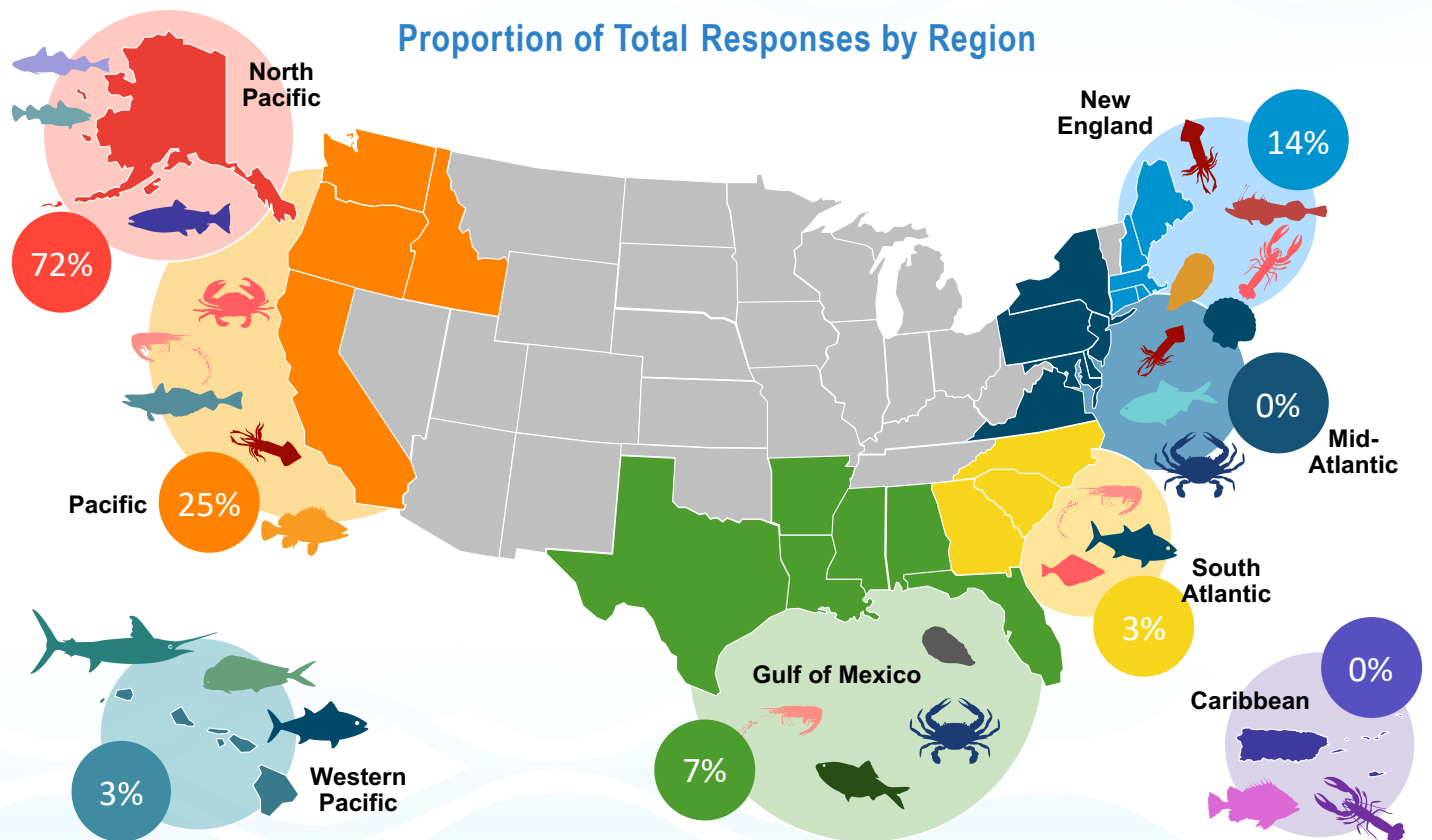 Proportion of Total Responses by Region
North
Pacific
72%
New
England
14%
0%
Mid-
Atlantic
Pacific
25%
South
Atlantic
3%
Gulf of Mexico
7%
Western
Pacific
3%
Caribbean
0%